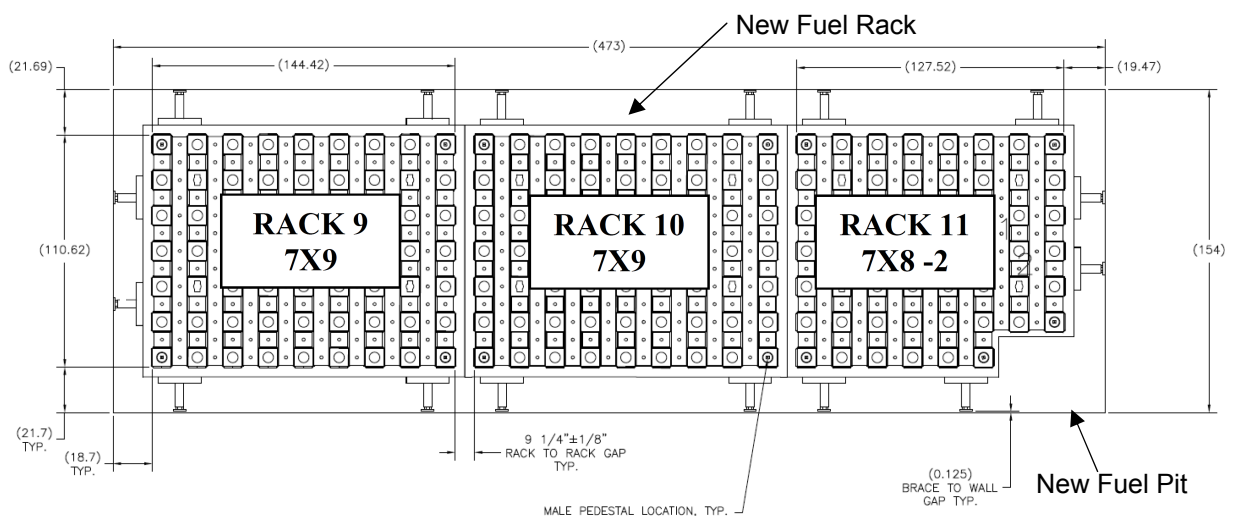 New Fuel Rack
(473)
(21.69)
(144.42)
(127.52)
(19.47)
RACK 9
7X9
RACK 10
7X9
RACK 11
7X8 -2
(110.62)
(154)
(21.7)
TYP.
(18.7)
TYP.
9 1/4"±1/8"
RACK TO RACK GAP
TYP.
(0.125)
BRACE TO WALL
GAP TYP.
New Fuel Pit
MALE PEDESTAL LOCATION, TYP.